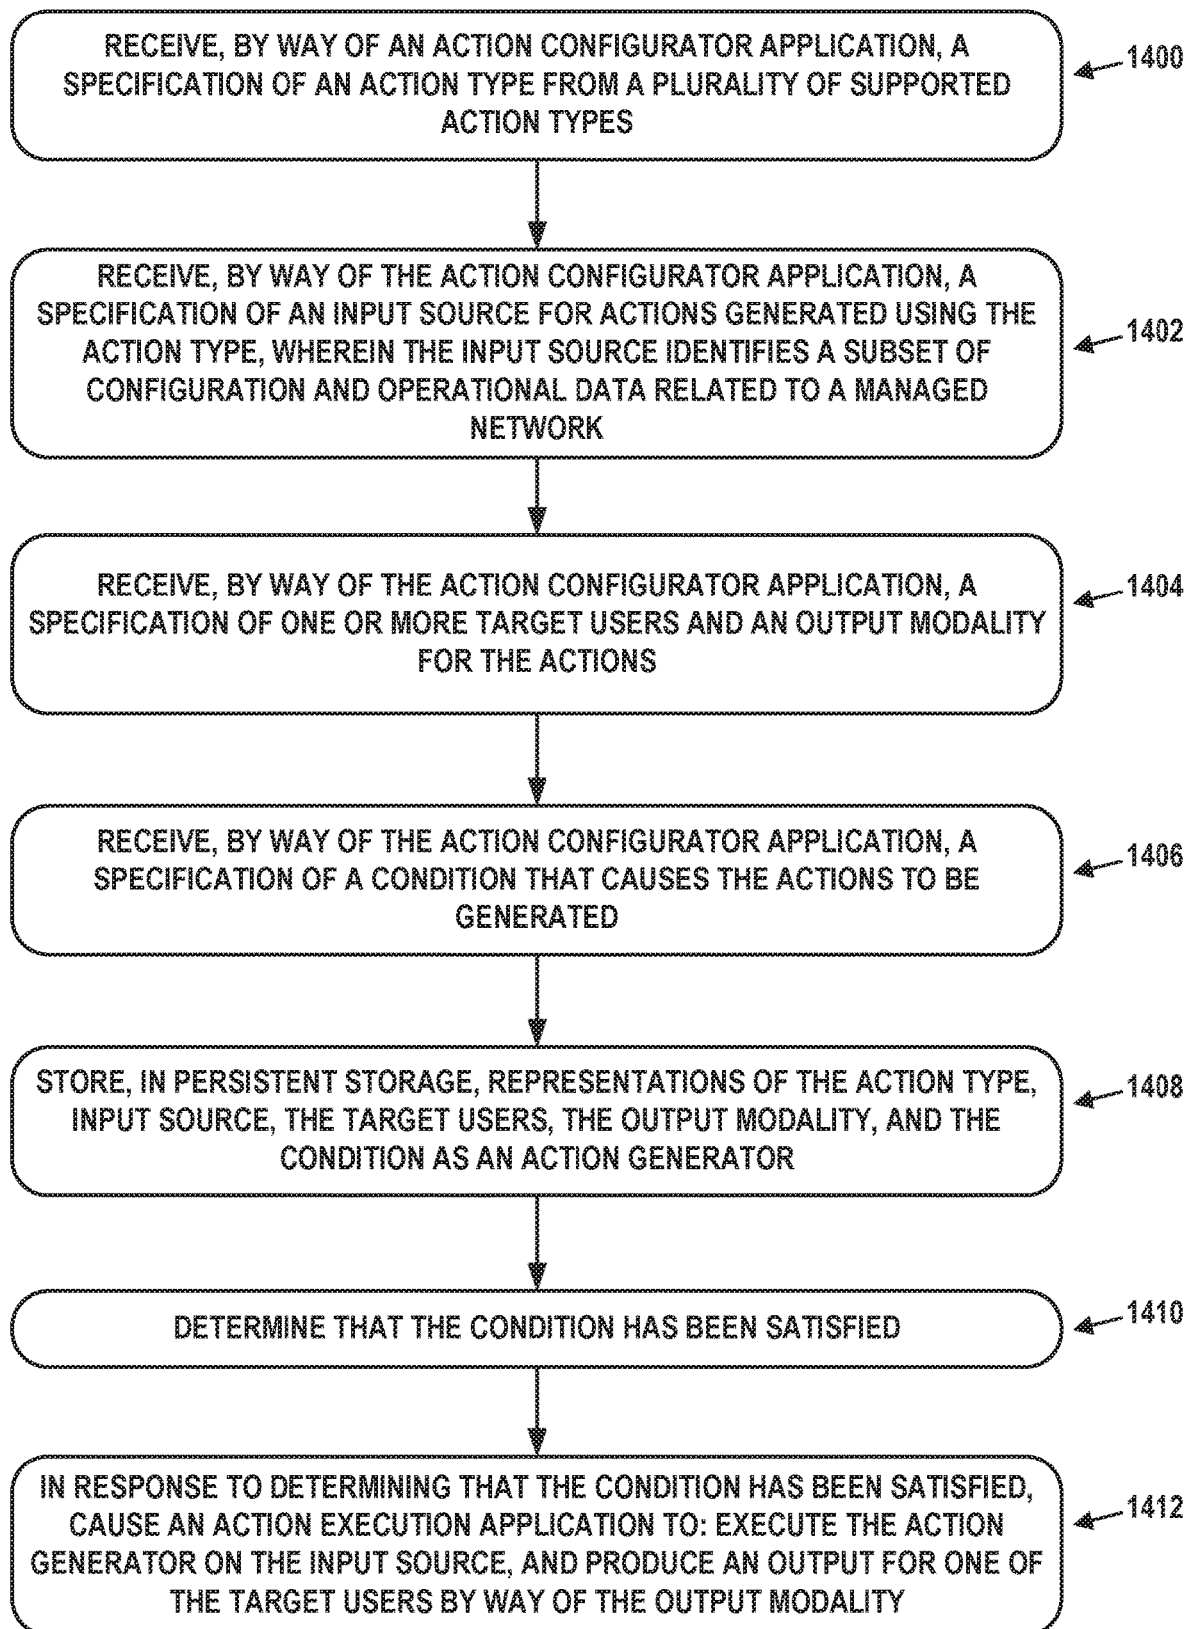 RECEIVE, BY WAY OF AN ACTION CONFIGURATOR APPLICATION, A
SPECIFICATION OF AN ACTION TYPE FROM A PLURALITY OF SUPPORTED
ACTION TYPES
1400
RECEIVE, BY WAY OF THE ACTION CONFIGURATOR APPLICATION, A
SPECIFICATION OF AN INPUT SOURCE FOR ACTIONS GENERATED USING THE
ACTION TYPE, WHEREIN THE INPUT SOURCE IDENTIFIES A SUBSET OF
CONFIGURATION AND OPERATIONAL DATA RELATED TO A MANAGED
NETWORK
1402
RECEIVE, BY WAY OF THE ACTION CONFIGURATOR APPLICATION, A
SPECIFICATION OF ONE OR MORE TARGET USERS AND AN OUTPUT MODALITY
FOR THE ACTIONS
1404
RECEIVE, BY WAY OF THE ACTION CONFIGURATOR APPLICATION, A
SPECIFICATION OF A CONDITION THAT CAUSES THE ACTIONS TO BE
GENERATED
1406
STORE, IN PERSISTENT STORAGE, REPRESENTATIONS OF THE ACTION TYPE,
INPUT SOURCE, THE TARGET USERS, THE OUTPUT MODALITY, AND THE
CONDITION AS AN ACTION GENERATOR
1408
DETERMINE THAT THE CONDITION HAS BEEN SATISFIED
1410
IN RESPONSE TO DETERMINING THAT THE CONDITION HAS BEEN SATISFIED,
CAUSE AN ACTION EXECUTION APPLICATION TO: EXECUTE THE ACTION
GENERATOR ON THE INPUT SOURCE, AND PRODUCE AN OUTPUT FOR ONE OF
THE TARGET USERS BY WAY OF THE OUTPUT MODALITY
1412